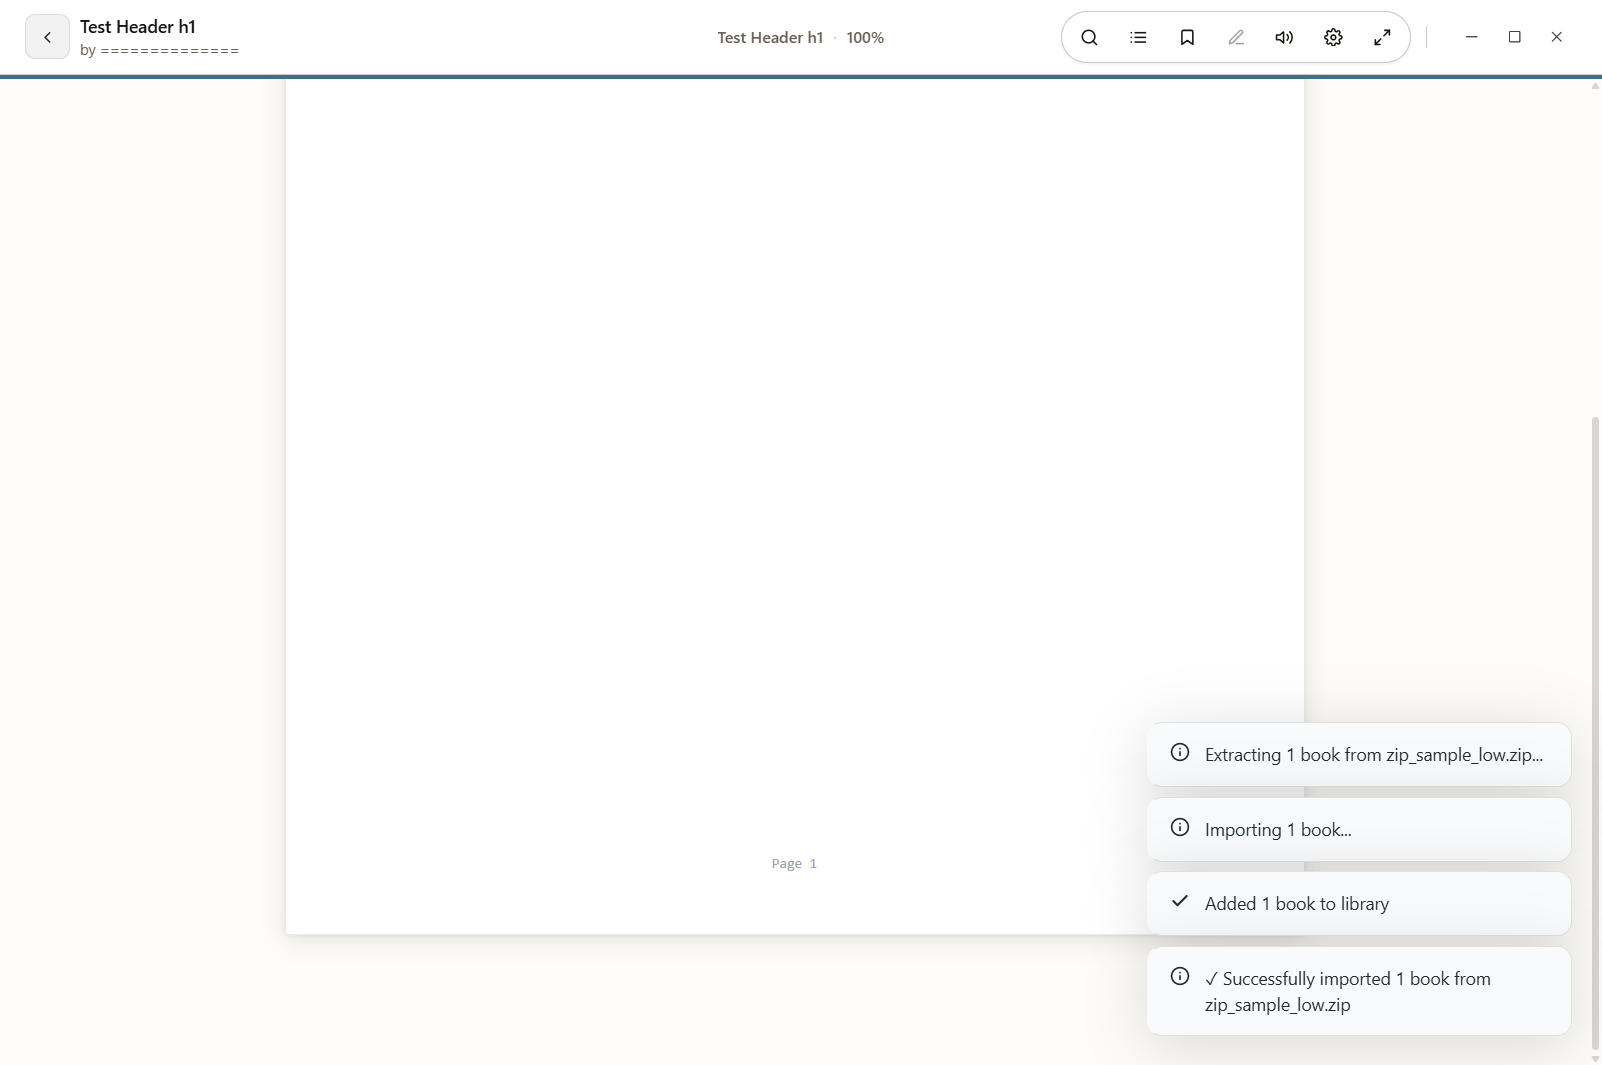 Test Header h1
by ==============
Test Header h1 · 100%
Page 1
Extracting 1 book from zip_sample_low.zip...
Importing 1 book...
Added 1 book to library
✓ Successfully imported 1 book from
zip_sample_low.zip